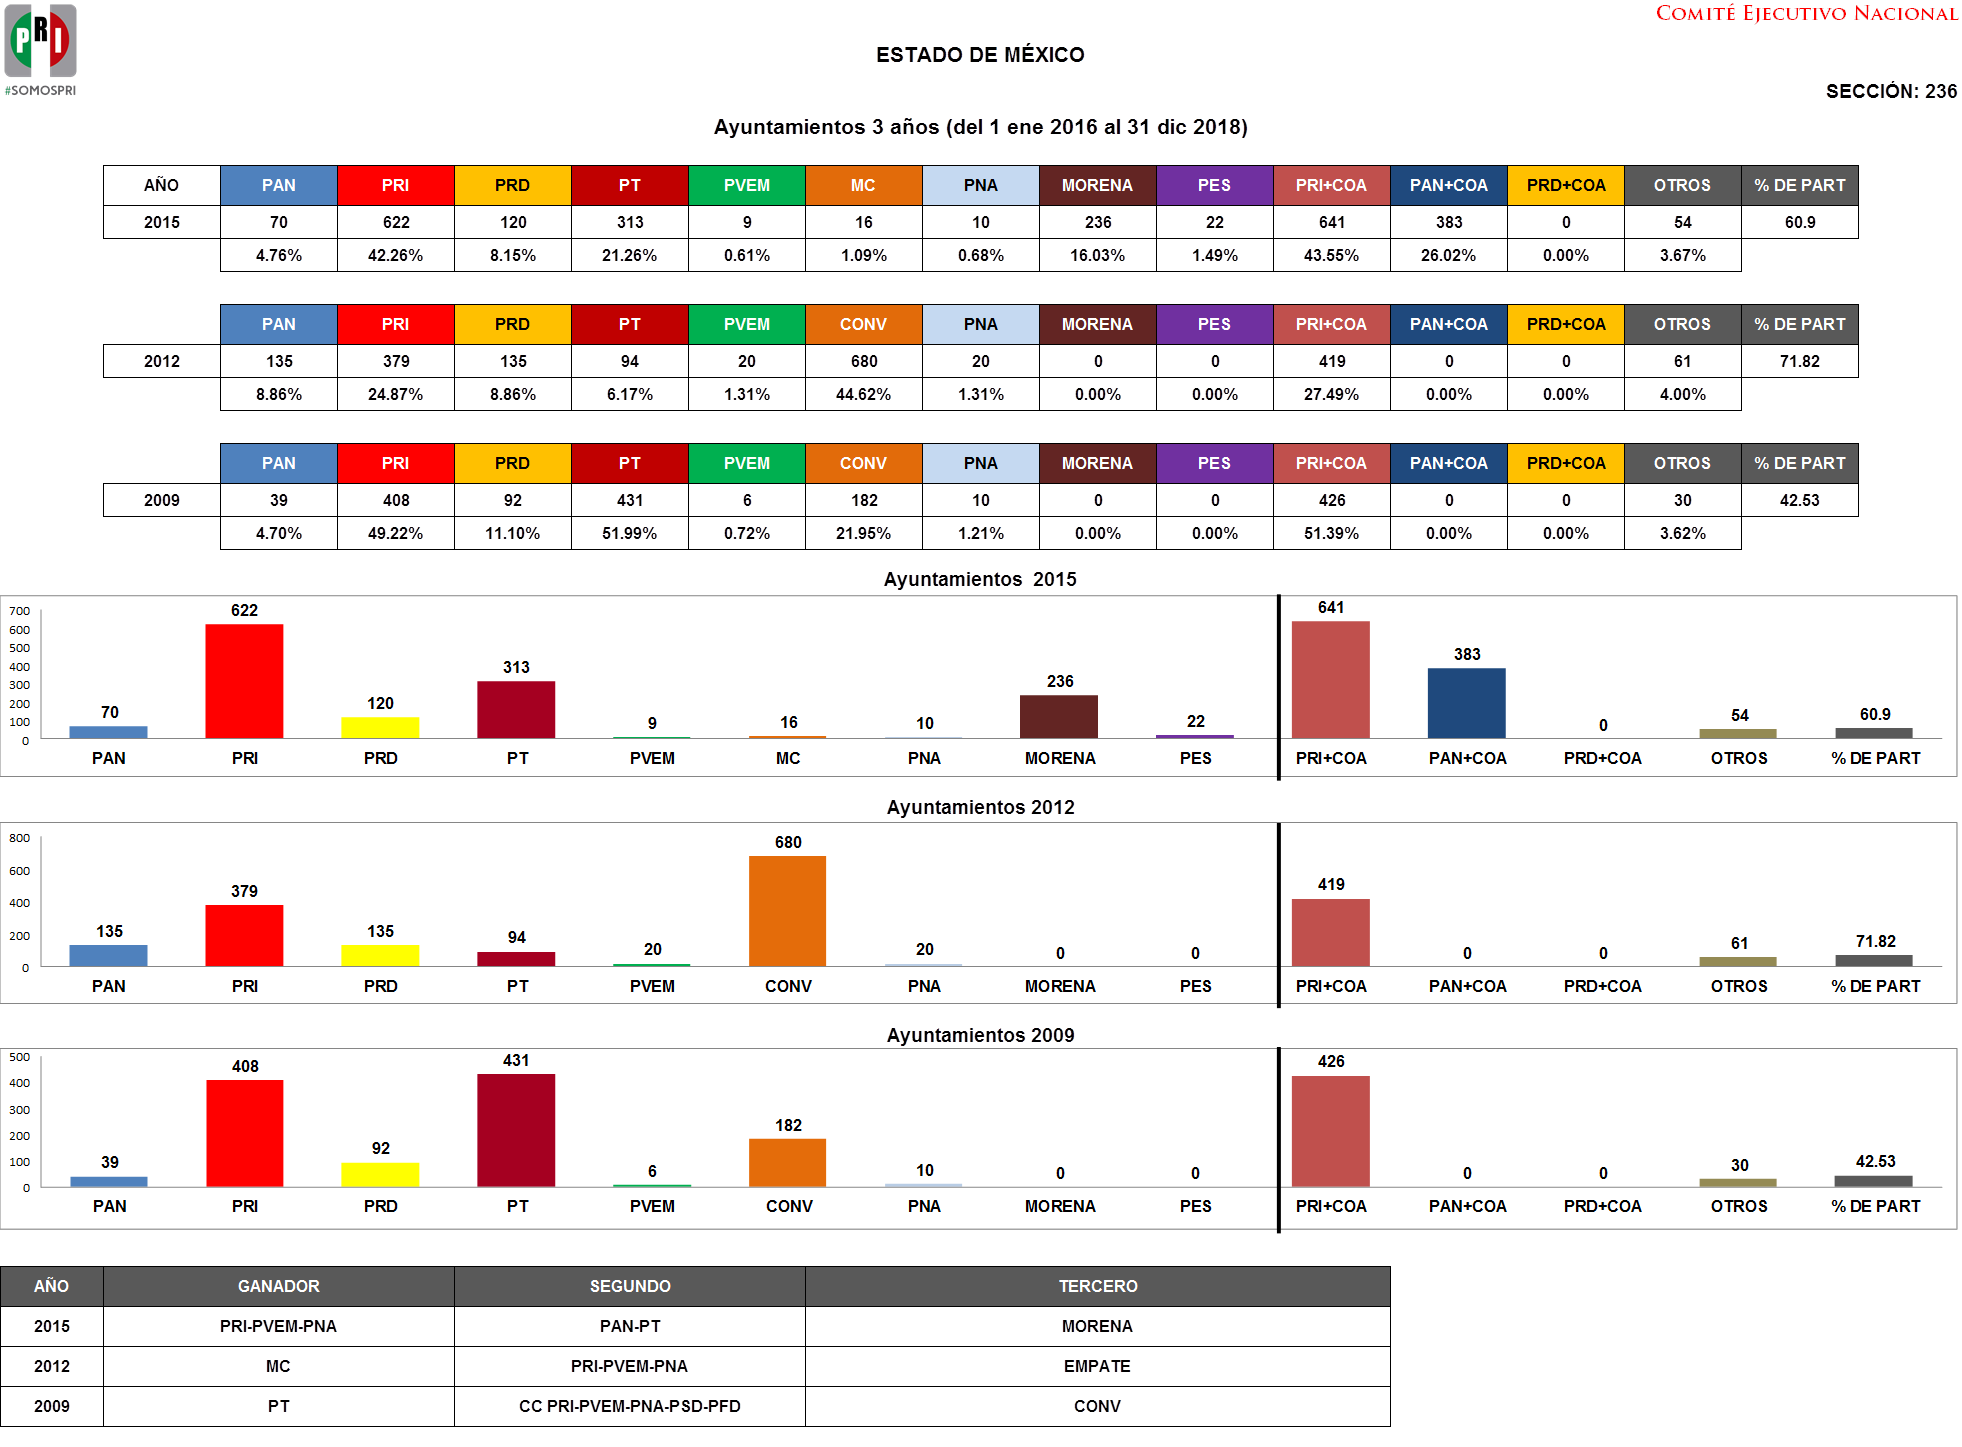 PRI
#SOMOSPRI
COMITÉ EJECUTIVO NACIONAL
ESTADO DE MÉXICO
SECCIÓN: 236
Ayuntamientos 3 años (del 1 ene 2016 al 31 dic 2018)
AÑO PAN PRI PRD PT PVEM MC PNA MORENA PES PRI+COA PAN+COA PRD+COA OTROS % DE PART
2015 70 622 120 313 9 16 10 236 22 641 383 0 54 60.9
4.76% 42.26% 8.15% 21.26% 0.61% 1.09% 0.68% 16.03% 1.49% 43.55% 26.02% 0.00% 3.67%
PAN PRI PRD PT PVEM CONV PNA MORENA PES PRI+COA PAN+COA PRD+COA OTROS % DE PART
2012 135 379 135 94 20 680 20 0 0 419 0 0 61 71.82
8.86% 24.87% 8.86% 6.17% 1.31% 44.62% 1.31% 0.00% 0.00% 27.49% 0.00% 0.00% 4.00%
PAN PRI PRD PT PVEM CONV PNA MORENA PES PRI+COA PAN+COA PRD+COA OTROS % DE PART
2009 39 408 92 431 6 182 10 0 0 426 0 0 30 42.53
4.70% 49.22% 11.10% 51.99% 0.72% 21.95% 1.21% 0.00% 0.00% 51.39% 0.00% 0.00% 3.62%
Ayuntamientos 2015
700
600
500
400
300
200
100
0
70 622 120 313 9 16 10 236 22 641 383 0 54 60.9
PAN PRI PRD PT PVEM MC PNA MORENA PES PRI+COA PAN+COA PRD+COA OTROS % DE PART
Ayuntamientos 2012
800
600
400
200
0
135 379 135 94 20 680 20 0 0 419 0 0 61 71.82
PAN PRI PRD PT PVEM CONV PNA MORENA PES PRI+COA PAN+COA PRD+COA OTROS % DE PART
Ayuntamientos 2009
500
400
300
200
100
0
39 408 92 431 6 182 10 0 0 426 0 0 30 42.53
PAN PRI PRD PT PVEM CONV PNA MORENA PES PRI+COA PAN+COA PRD+COA OTROS % DE PART
AÑO GANADOR SEGUNDO TERCERO
2015 PRI-PVEM-PNA PAN-PT MORENA
2012 MC PRI-PVEM-PNA EMPATE
2009 PT CC PRI-PVEM-PNA-PSD-PFD CONV